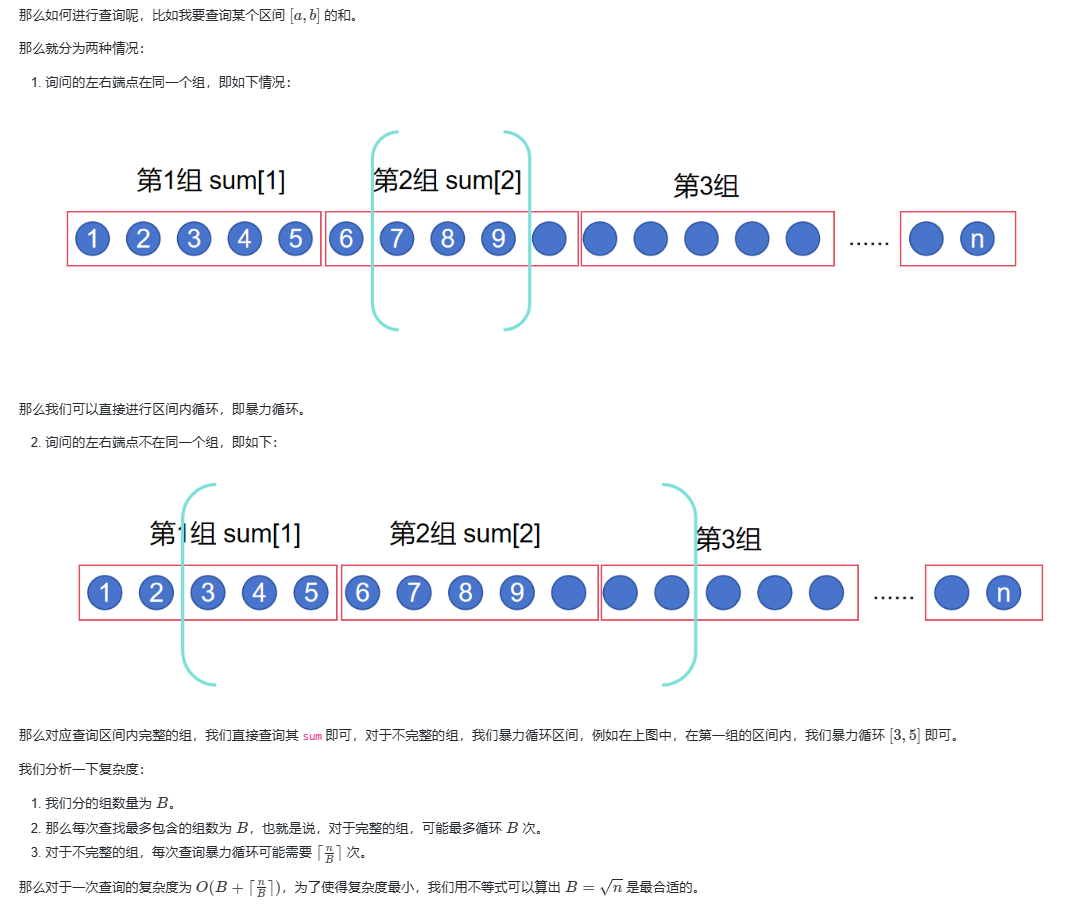 那么如何进行查询呢，比如我要查询某个区间 [a, b] 的和。
那么就分为两种情况：
1. 询问的左右端点在同一个组，即如下情况：
第1组 sum[1] 第2组 sum[2] 第3组
1 2 3 4 5 6 7 8 9 ...... n
那么我们可以直接进行区间内循环，即暴力循环。
2. 询问的左右端点不在同一个组，即如下：
第1组 sum[1] 第2组 sum[2] 第3组
1 2 3 4 5 6 7 8 9 ...... n
那么对应查询区间内完整的组，我们直接查询其 sum 即可，对于不完整的组，我们暴力循环区间，例如在上图中，在第一组的区间内，我们暴力循环 [3, 5] 即可。
我们分析一下复杂度：
1. 我们分的组数量为 B。
2. 那么每次查找最多包含的组数为 B，也就是说，对于完整的组，可能最多循环 B 次。
3. 对于不完整的组，每次查询暴力循环可能需要 ⌈n/B⌉ 次。
那么对于一次查询的复杂度为 O(B + ⌈n/B⌉)，为了使得复杂度最小，我们用不等式可以算出 B = √n 是最合适的。